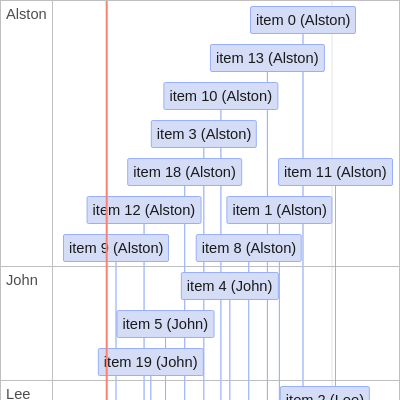 Alston
item 0 (Alston)
item 13 (Alston)
item 10 (Alston)
item 3 (Alston)
item 18 (Alston)
item 11 (Alston)
item 12 (Alston)
item 1 (Alston)
item 9 (Alston)
item 8 (Alston)
John
item 4 (John)
item 5 (John)
item 19 (John)
Lee
item 2 (Lee)